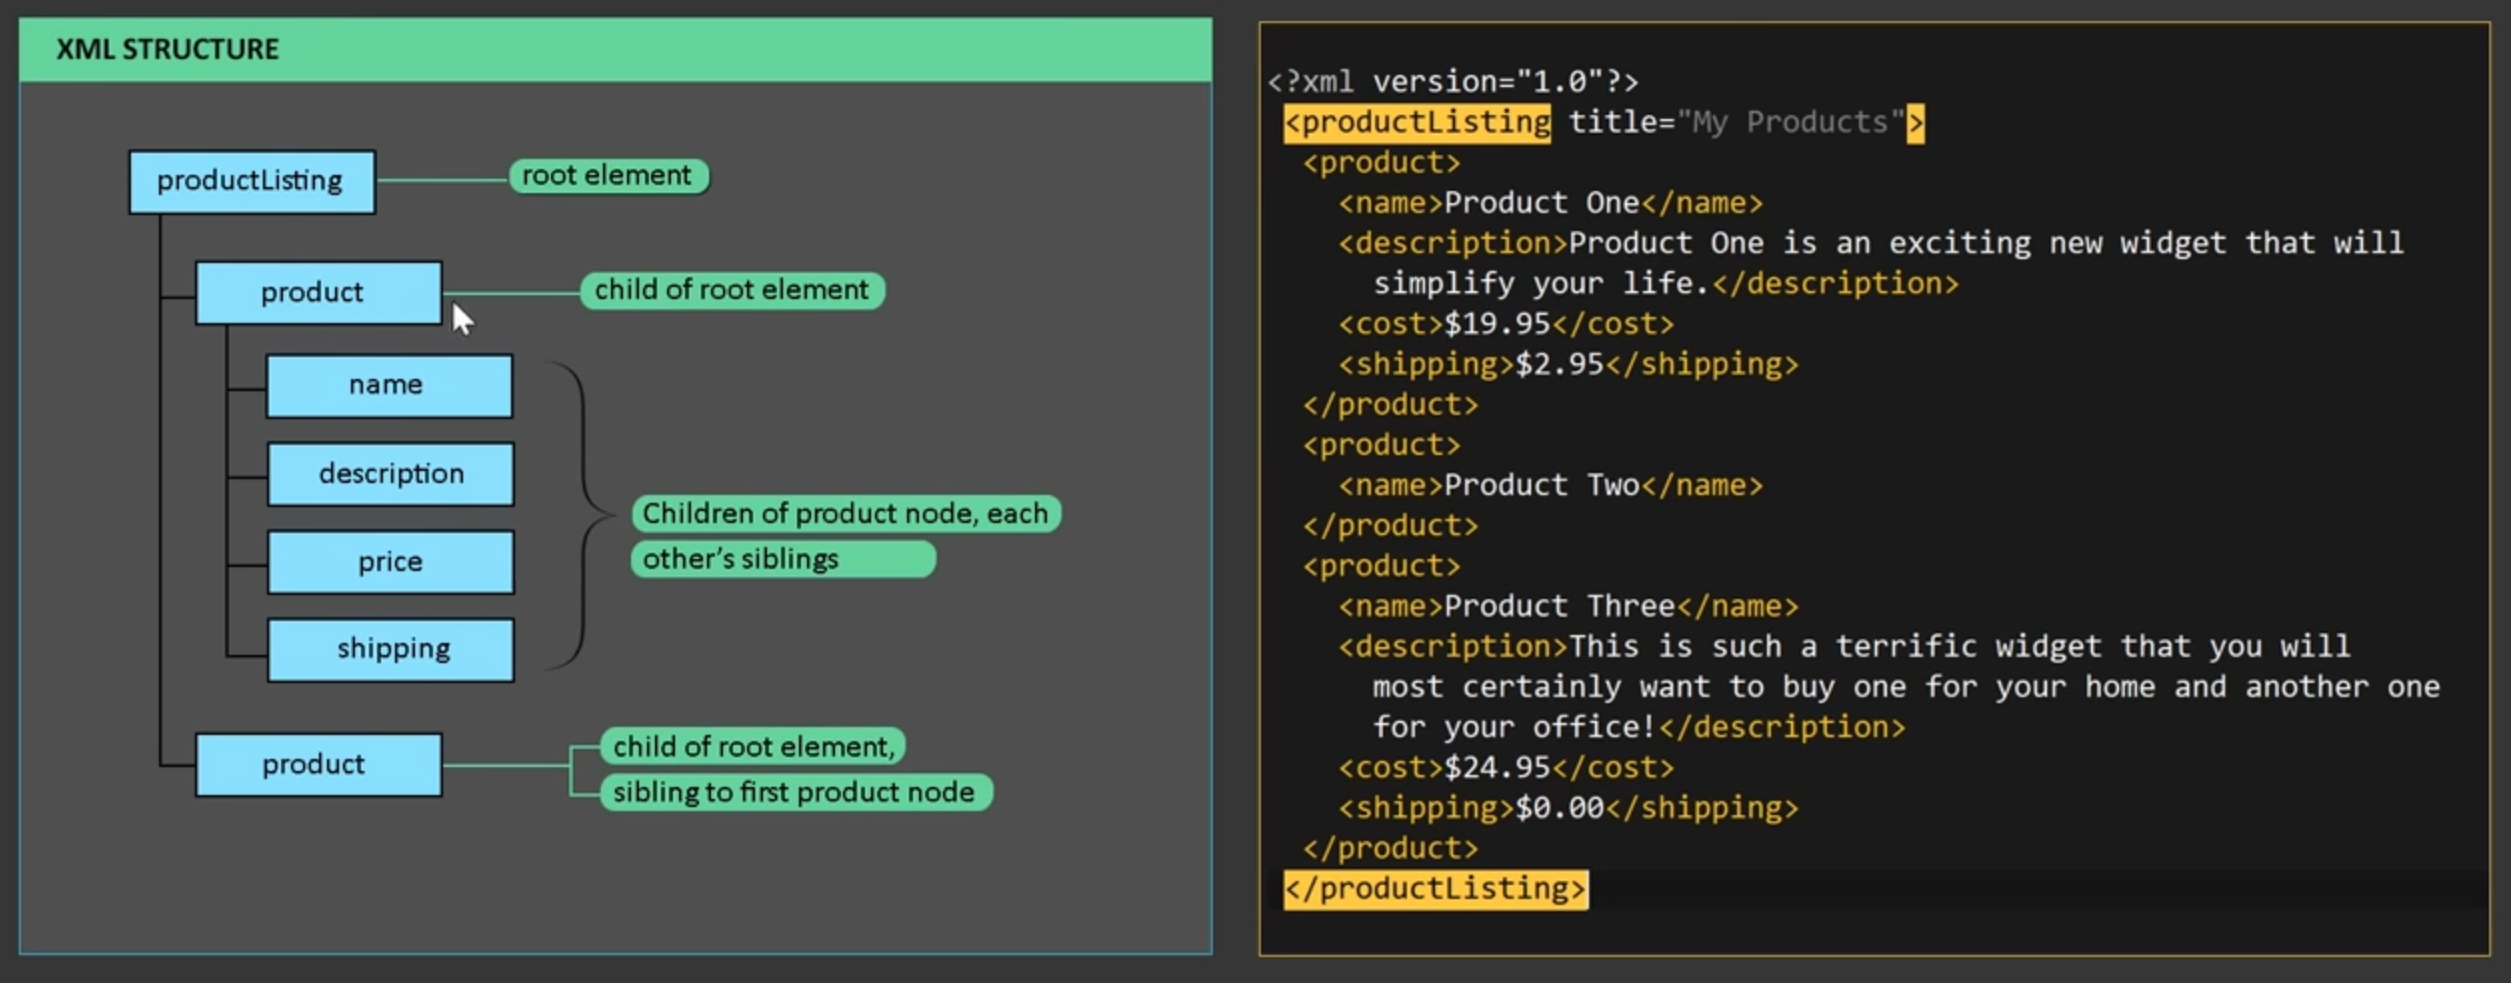 XML STRUCTURE
productListing
root element
product
child of root element
name
description
price
shipping
Children of product node, each
other’s siblings
product
child of root element,
sibling to first product node
<?xml version="1.0"?>
<productListing title="My Products">
<product>
<name>Product One</name>
<description>Product One is an exciting new widget that will
simplify your life.</description>
<cost>$19.95</cost>
<shipping>$2.95</shipping>
</product>
<product>
<name>Product Two</name>
</product>
<product>
<name>Product Three</name>
<description>This is such a terrific widget that you will
most certainly want to buy one for your home and another one
for your office!</description>
<cost>$24.95</cost>
<shipping>$0.00</shipping>
</product>
</productListing>